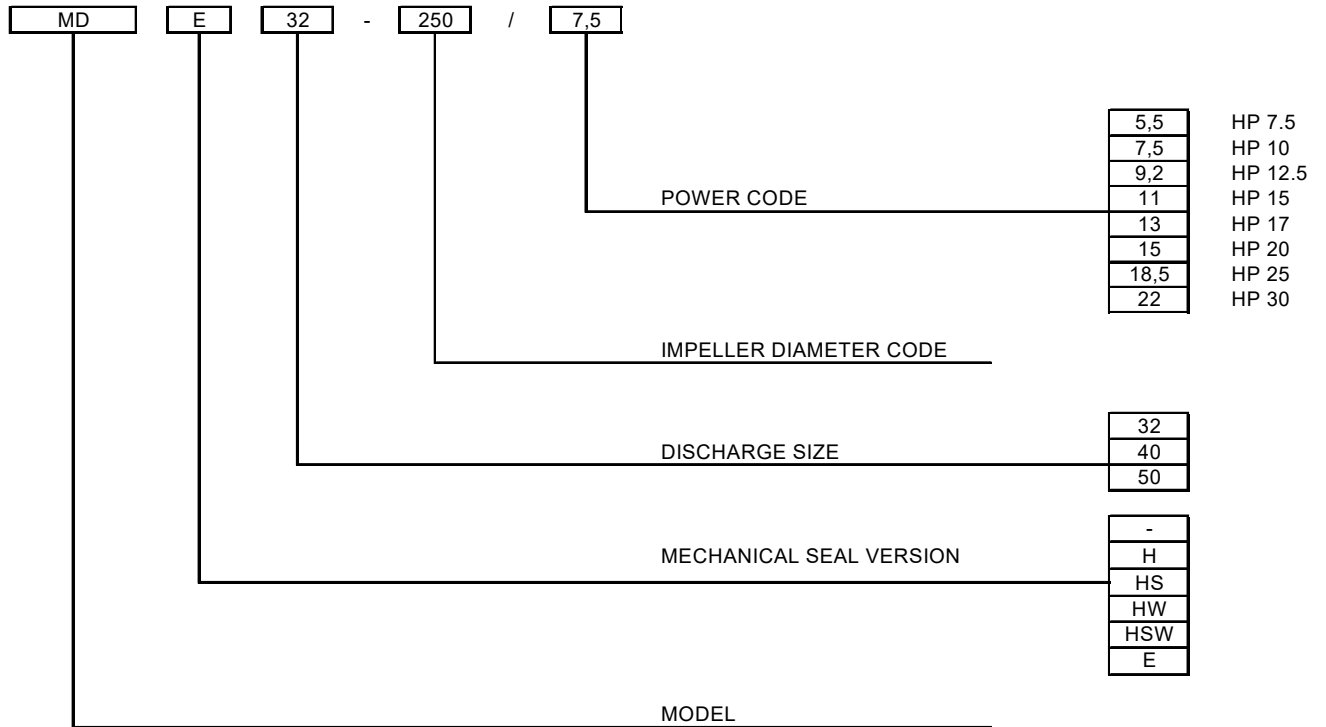 MD E 32 - 250 / 7,5
5,5 HP 7.5
7,5 HP 10
9,2 HP 12.5
POWER CODE 11 HP 15
13 HP 17
15 HP 20
18,5 HP 25
22 HP 30
IMPELLER DIAMETER CODE
32
DISCHARGE SIZE 40
50
-
MECHANICAL SEAL VERSION H
HS
HW
HSW
E
MODEL